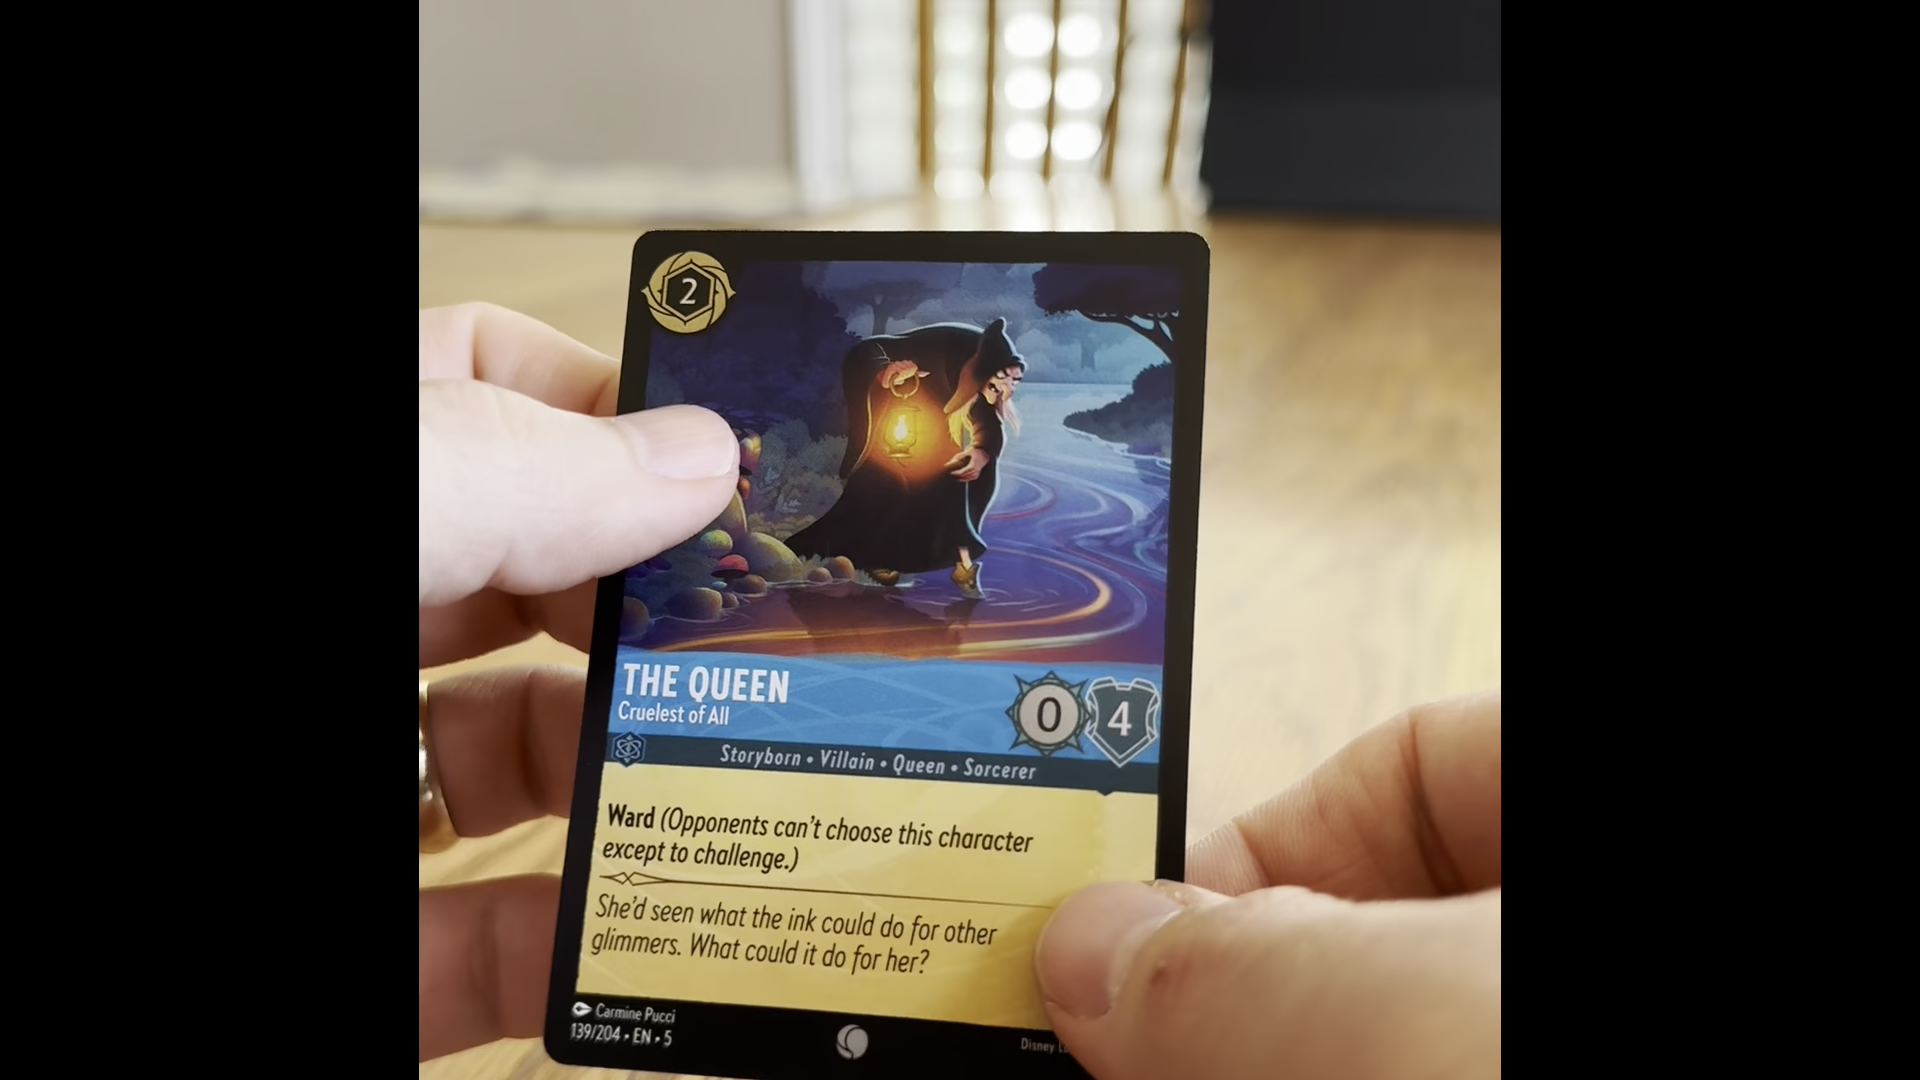 2
THE QUEEN
Cruelest of All
0 4
Storyborn • Villain • Queen • Sorcerer
Ward (Opponents can't choose this character
except to challenge.)
She'd seen what the ink could do for other
glimmers. What could it do for her?
Carmine Pucci
139/204 • EN • 5
Disney